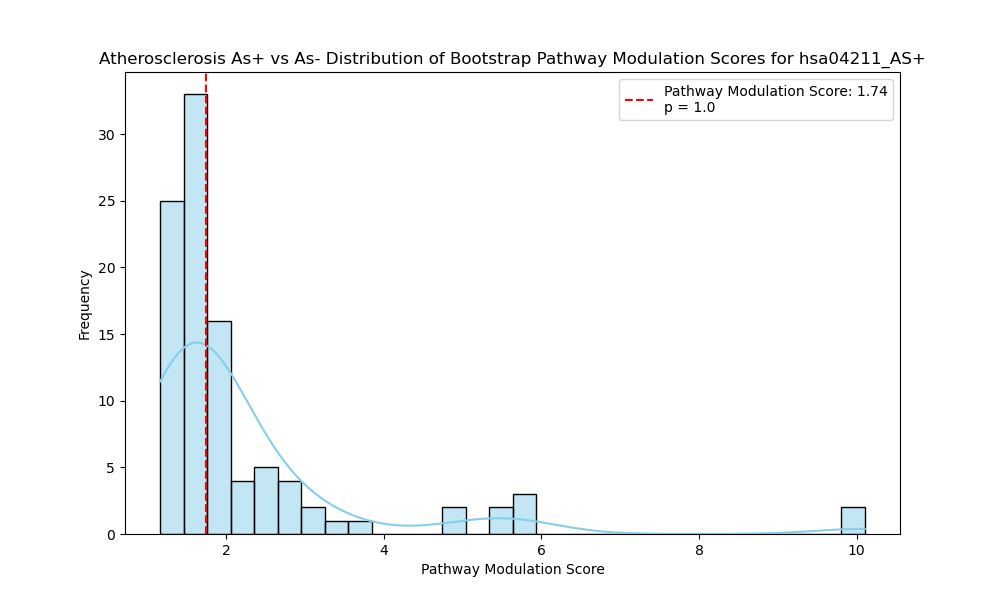 Atherosclerosis As+ vs As- Distribution of Bootstrap Pathway Modulation Scores for hsa04211_AS+
Pathway Modulation Score: 1.74
p = 1.0
Frequency
30
25
20
15
10
5
0
2
4
6
8
10
Pathway Modulation Score